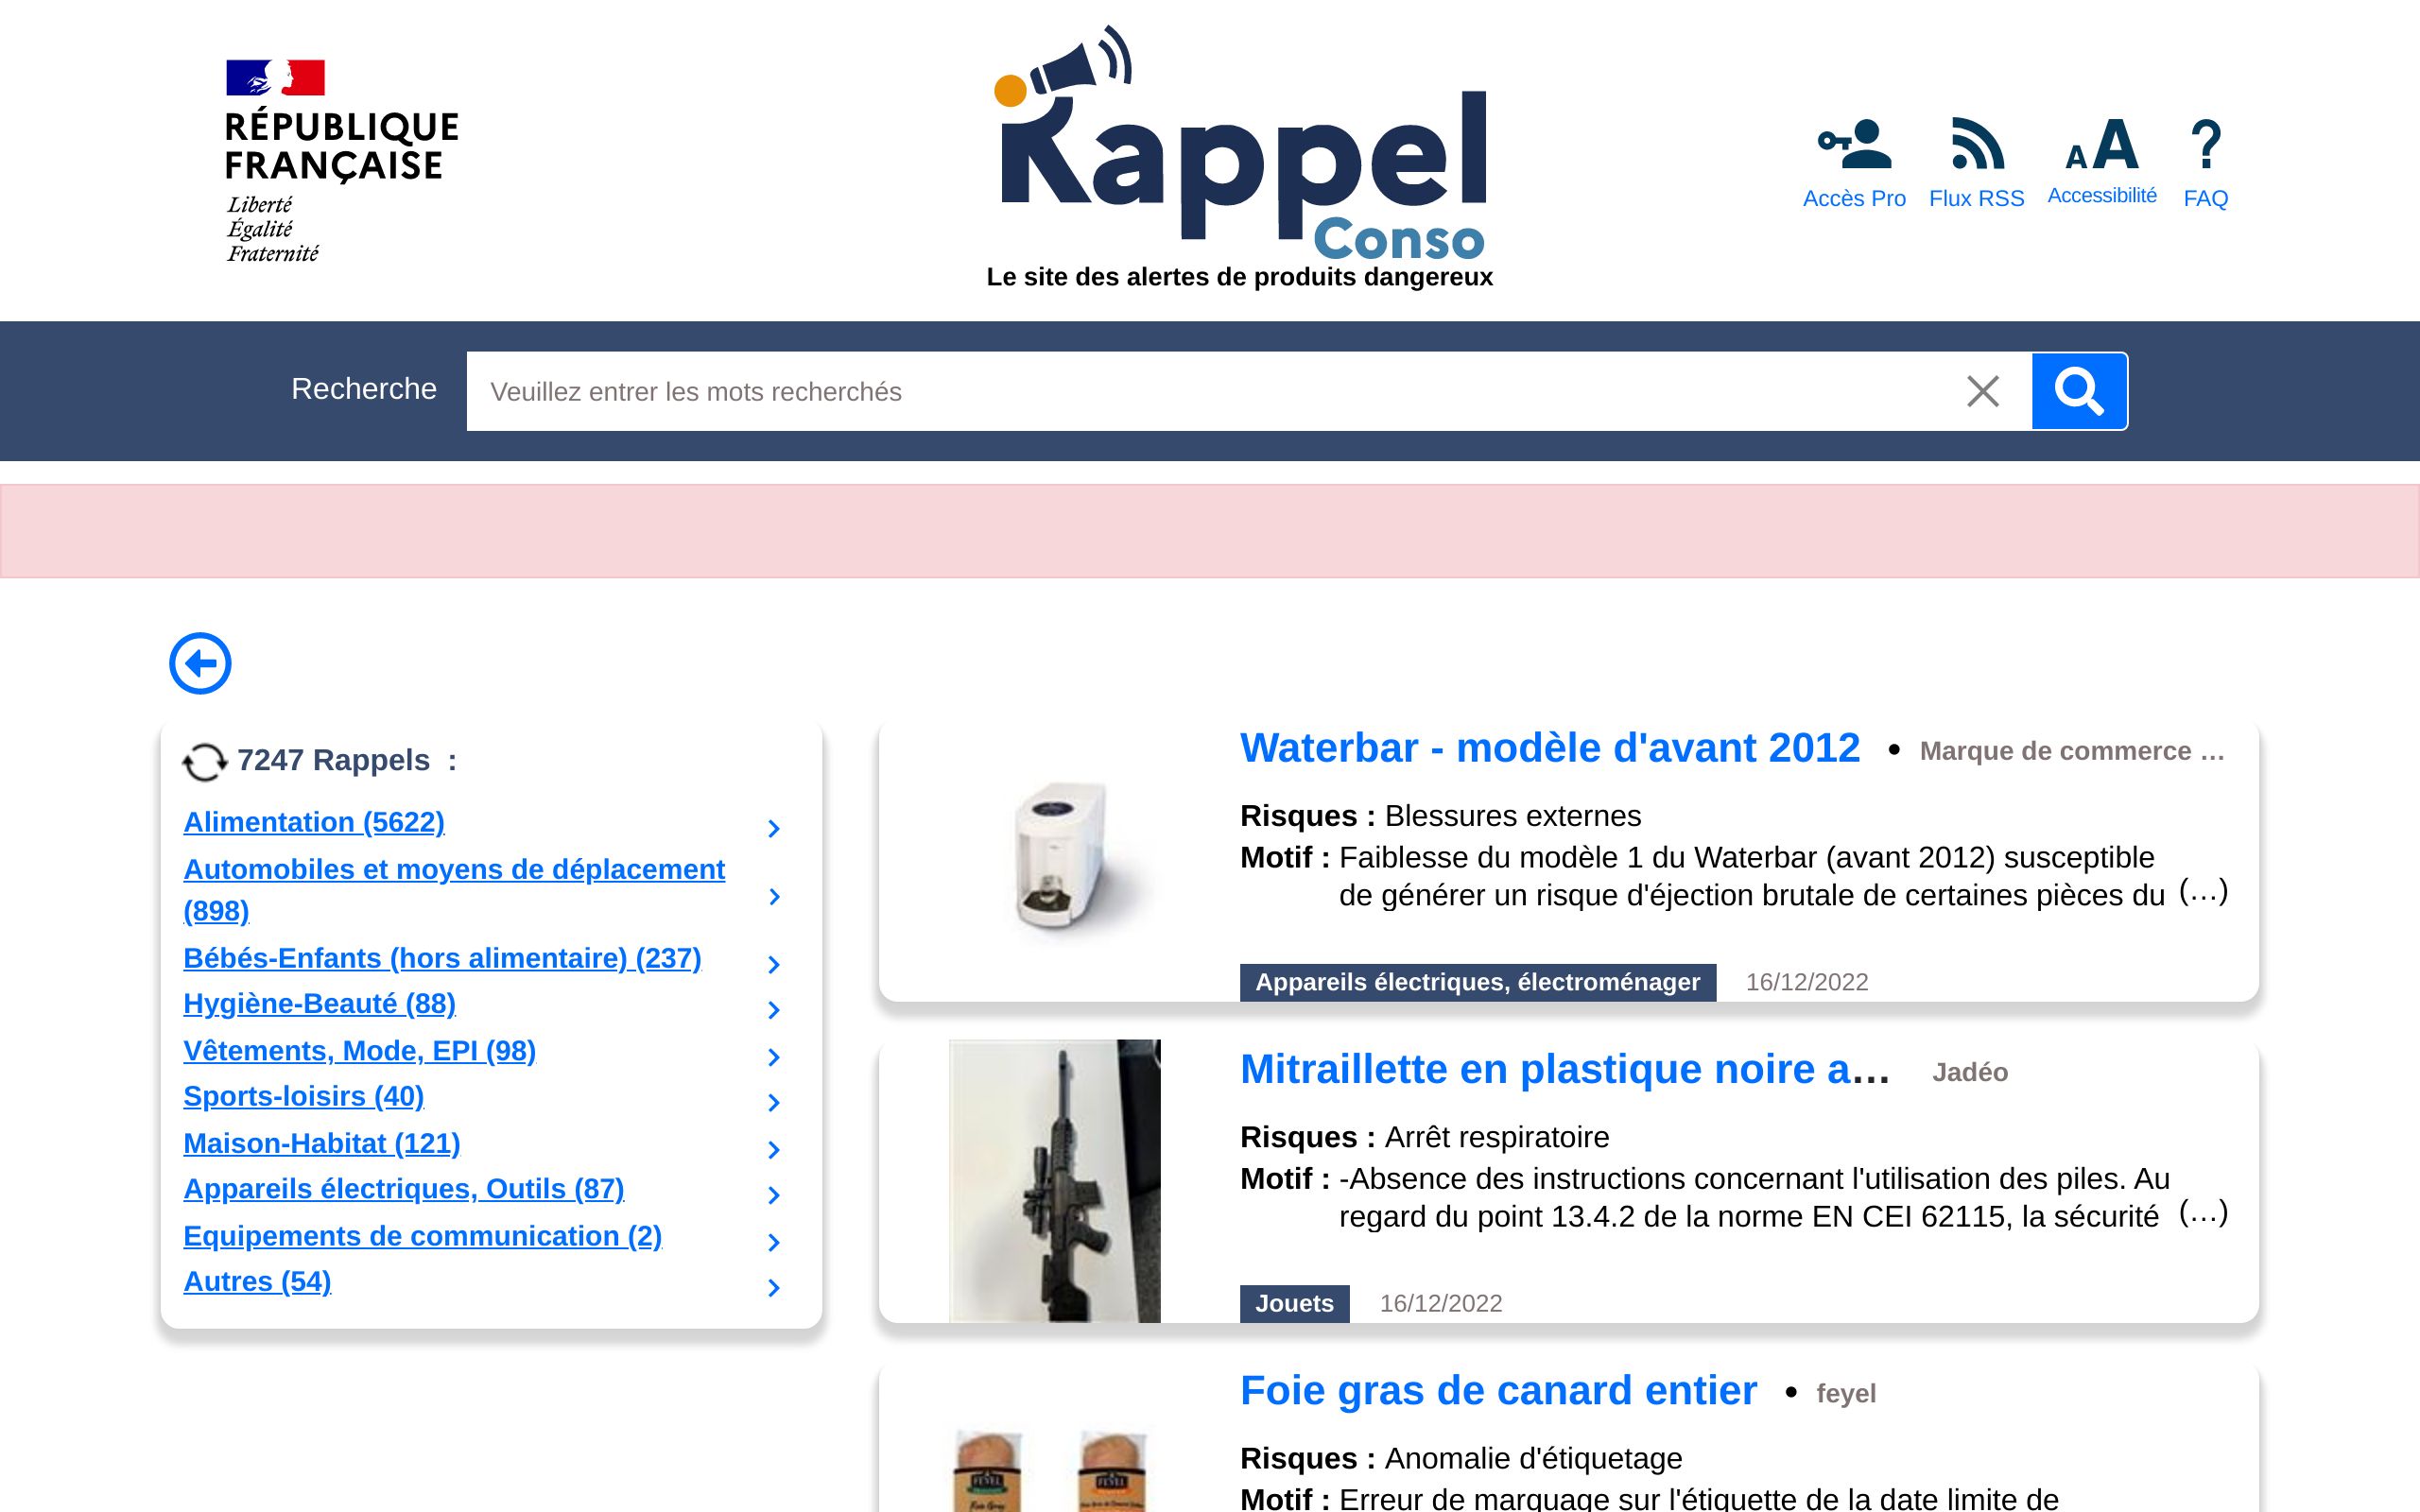 RÉPUBLIQUE
FRANÇAISE
Liberté
Égalité
Fraternité
Rappel
Conso
Le site des alertes de produits dangereux
Accès Pro
Flux RSS
AA
Accessibilité
?
FAQ
Recherche
Veuillez entrer les mots recherchés
7247 Rappels :
Alimentation (5622)
Automobiles et moyens de déplacement
(898)
Bébés-Enfants (hors alimentaire) (237)
Hygiène-Beauté (88)
Vêtements, Mode, EPI (98)
Sports-loisirs (40)
Maison-Habitat (121)
Appareils électriques, Outils (87)
Equipements de communication (2)
Autres (54)
Waterbar - modèle d'avant 2012 • Marque de commerce …
Risques : Blessures externes
Motif : Faiblesse du modèle 1 du Waterbar (avant 2012) susceptible
de générer un risque d'éjection brutale de certaines pièces du (…)
Appareils électriques, électroménager 16/12/2022
Mitraillette en plastique noire a… Jadéo
Risques : Arrêt respiratoire
Motif : -Absence des instructions concernant l'utilisation des piles. Au
regard du point 13.4.2 de la norme EN CEI 62115, la sécurité (…)
Jouets 16/12/2022
Foie gras de canard entier • feyel
Risques : Anomalie d'étiquetage
Motif : Erreur de marquage sur l'étiquette de la date limite de
FEYEL
FEYEL
Foie Gras